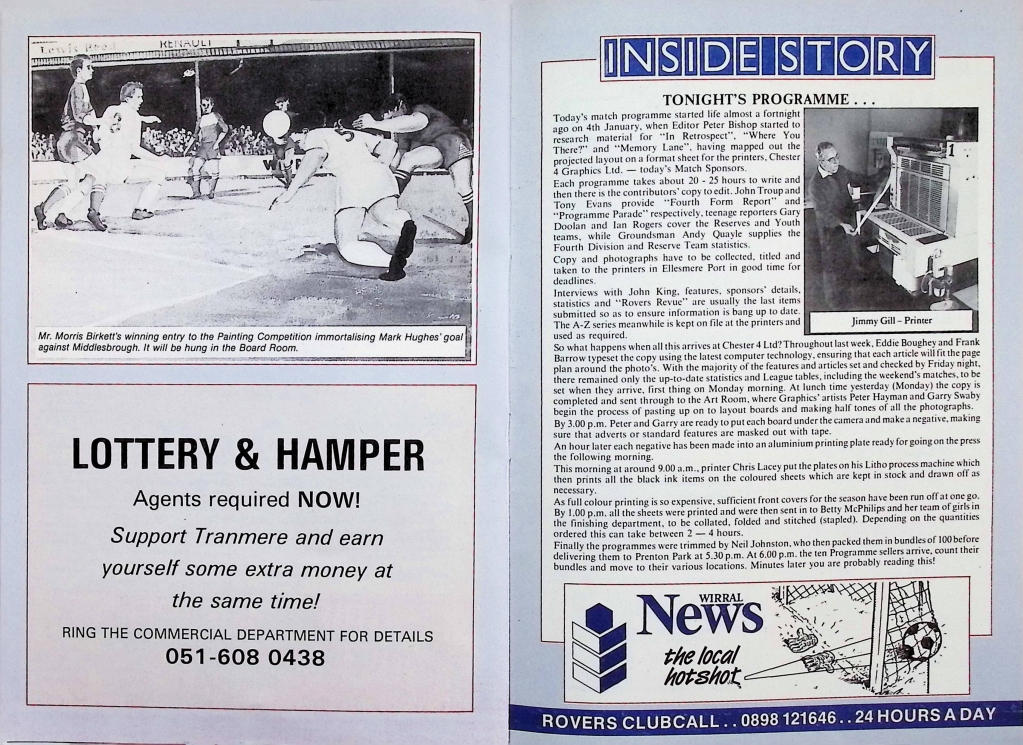 Lewis Reed
RENAULT
Mr. Morris Birkett's winning entry to the Painting Competition immortalising Mark Hughes' goal
against Middlesbrough. It will be hung in the Board Room.
LOTTERY & HAMPER
Agents required NOW!
Support Tranmere and earn
yourself some extra money at
the same time!
RING THE COMMERCIAL DEPARTMENT FOR DETAILS
051-608 0438
INSIDE STORY
TONIGHT'S PROGRAMME . . .
Today's match programme started life almost a fortnight
ago on 4th January, when Editor Peter Bishop started to
research material for "In Retrospect", "Where You
There?" and "Memory Lane", having mapped out the
projected layout on a format sheet for the printers, Chester
4 Graphics Ltd. — today's Match Sponsors.
Each programme takes about 20 - 25 hours to write and
then there is the contributors' copy to edit. John Troup and
Tony Evans provide "Fourth Form Report" and
"Programme Parade" respectively, teenage reporters Gary
Doolan and Ian Rogers cover the Reserves and Youth
teams, while Groundsman Andy Quayle supplies the
Fourth Division and Reserve Team statistics.
Copy and photographs have to be collected, titled and
taken to the printers in Ellesmere Port in good time for
deadlines.
Interviews with John King, features, sponsors' details,
statistics and "Rovers Revue" are usually the last items
submitted so as to ensure information is bang up to date.
The A-Z series meanwhile is kept on file at the printers and
used as required.
Jimmy Gill – Printer
So what happens when all this arrives at Chester 4 Ltd? Throughout last week, Eddie Boughey and Frank
Barrow typeset the copy using the latest computer technology, ensuring that each article will fit the page
plan around the photo's. With the majority of the features and articles set and checked by Friday night,
there remained only the up-to-date statistics and League tables, including the weekend's matches, to be
set when they arrive, first thing on Monday morning. At lunch time yesterday (Monday) the copy is
completed and sent through to the Art Room, where Graphics' artists Peter Hayman and Garry Swaby
begin the process of pasting up on to layout boards and making half tones of all the photographs.
By 3.00 p.m. Peter and Garry are ready to put each board under the camera and make a negative, making
sure that adverts or standard features are masked out with tape.
An hour later each negative has been made into an aluminium printing plate ready for going on the press
the following morning.
This morning at around 9.00 a.m., printer Chris Lacey put the plates on his Litho process machine which
then prints all the black ink items on the coloured sheets which are kept in stock and drawn off as
necessary.
As full colour printing is so expensive, sufficient front covers for the season have been run off at one go.
By 1.00 p.m. all the sheets were printed and were then sent in to Betty McPhilips and her team of girls in
the finishing department, to be collated, folded and stitched (stapled). Depending on the quantities
ordered this can take between 2 — 4 hours.
Finally the programmes were trimmed by Neil Johnston, who then packed them in bundles of 100 before
delivering them to Prenton Park at 5.30 p.m. At 6.00 p.m. the ten Programme sellers arrive, count their
bundles and move to their various locations. Minutes later you are probably reading this!
WIRRAL
News
the local
hotshot
ROVERS CLUBCALL . . 0898 121646 . . 24 HOURS A DAY